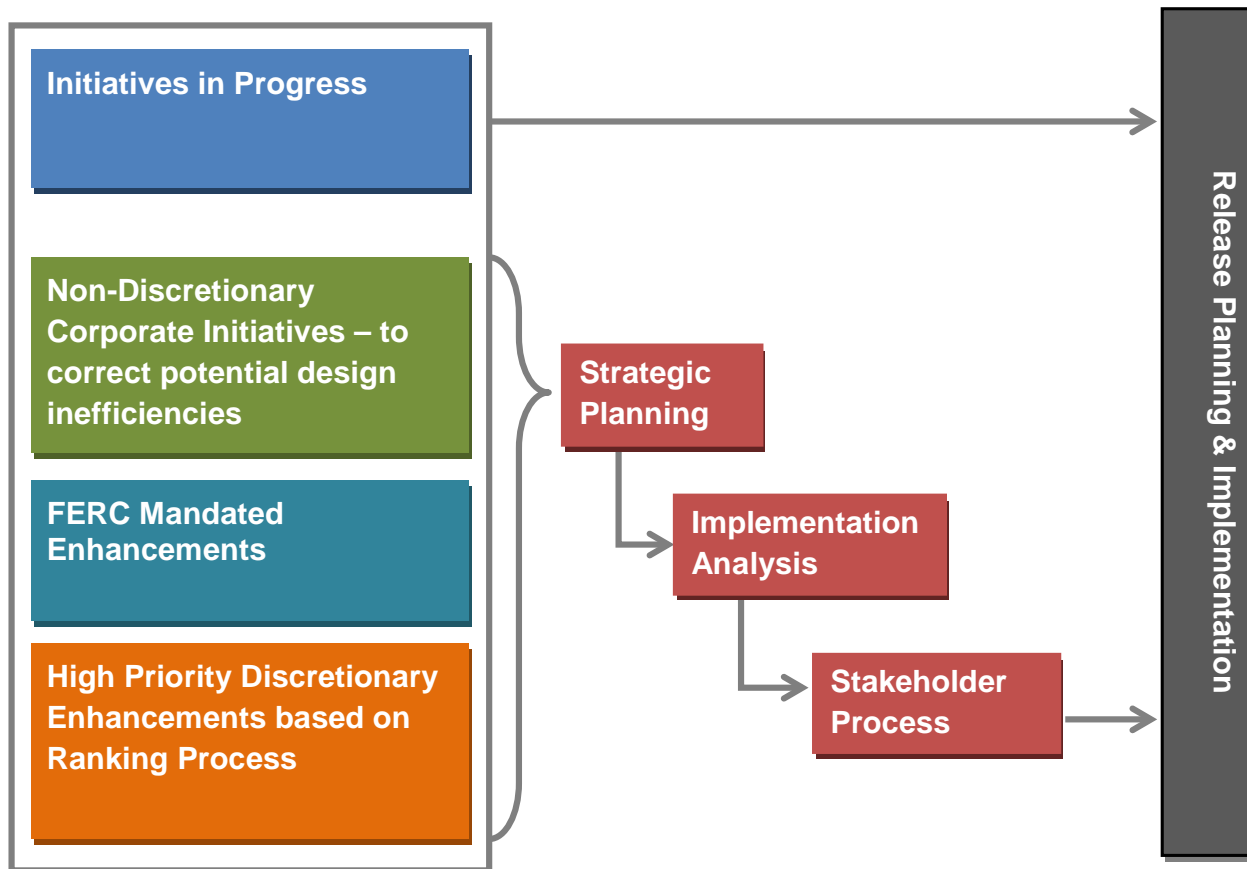 Initiatives in Progress
Non-Discretionary
Corporate Initiatives – to
correct potential design
inefficiencies
FERC Mandated
Enhancements
High Priority Discretionary
Enhancements based on
Ranking Process
Strategic
Planning
Implementation
Analysis
Stakeholder
Process
Release Planning & Implementation